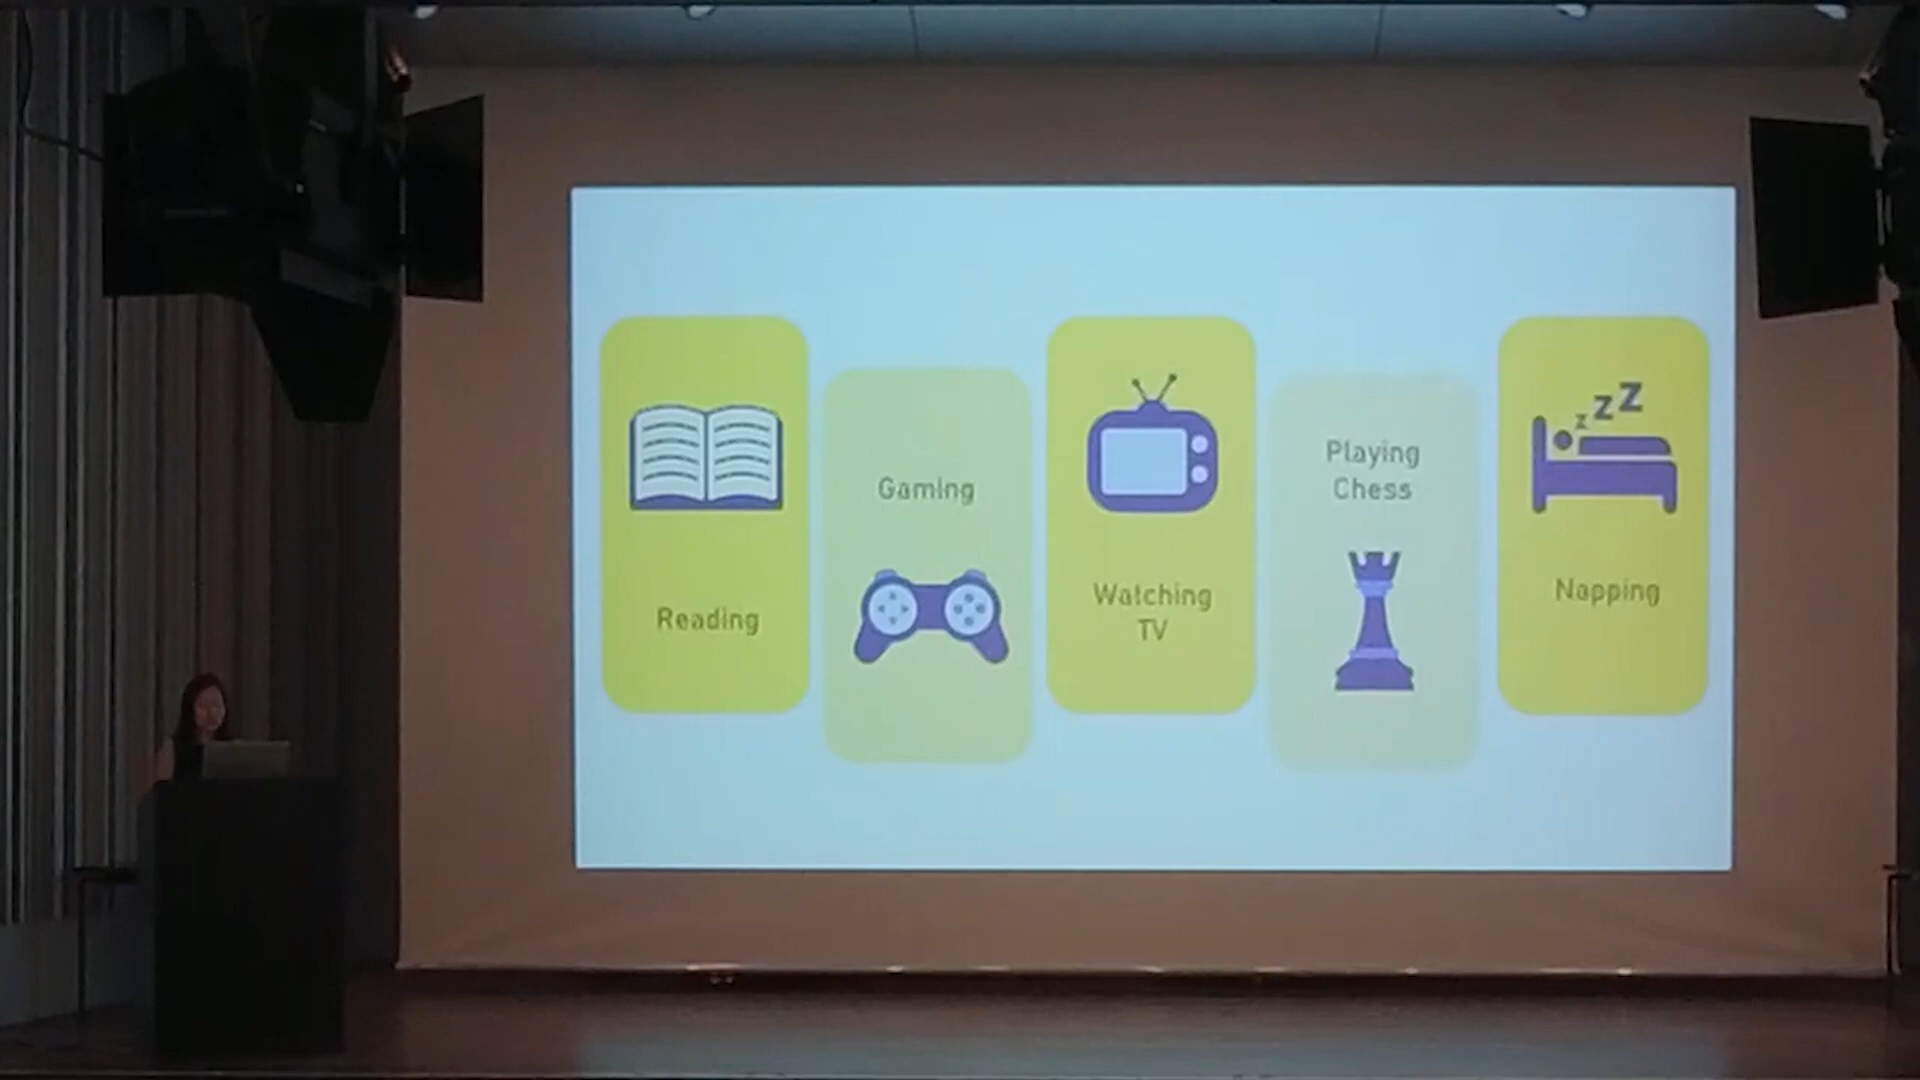 Reading
Gaming
Watching
TV
Playing
Chess
z z Z
Napping